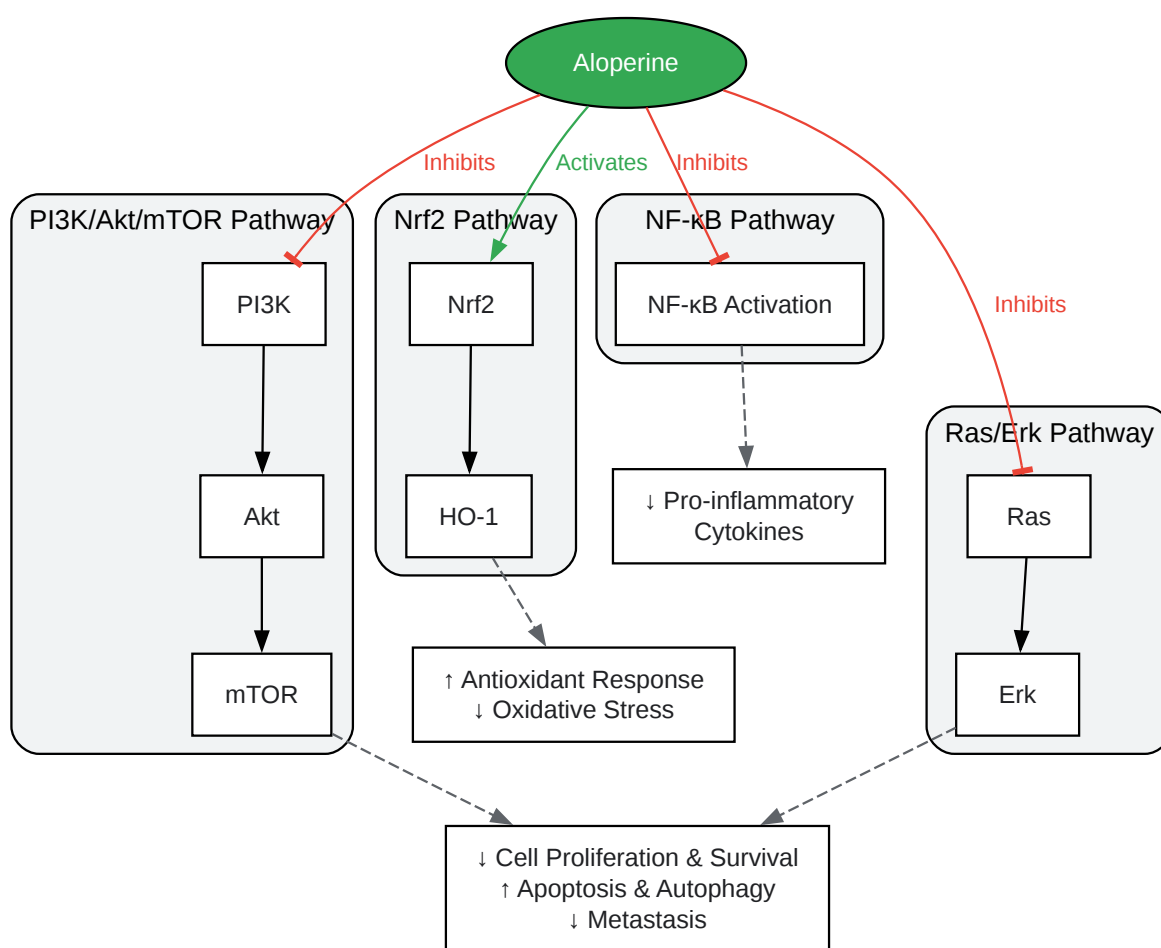 Aloperine
Inhibits
Activates
Inhibits
Inhibits
PI3K/Akt/mTOR Pathway
PI3K
Akt
mTOR
Nrf2 Pathway
Nrf2
HO-1
NF-κB Pathway
NF-κB Activation
Ras/Erk Pathway
Ras
Erk
↓ Pro-inflammatory
Cytokines
↑ Antioxidant Response
↓ Oxidative Stress
↓ Cell Proliferation & Survival
↑ Apoptosis & Autophagy
↓ Metastasis